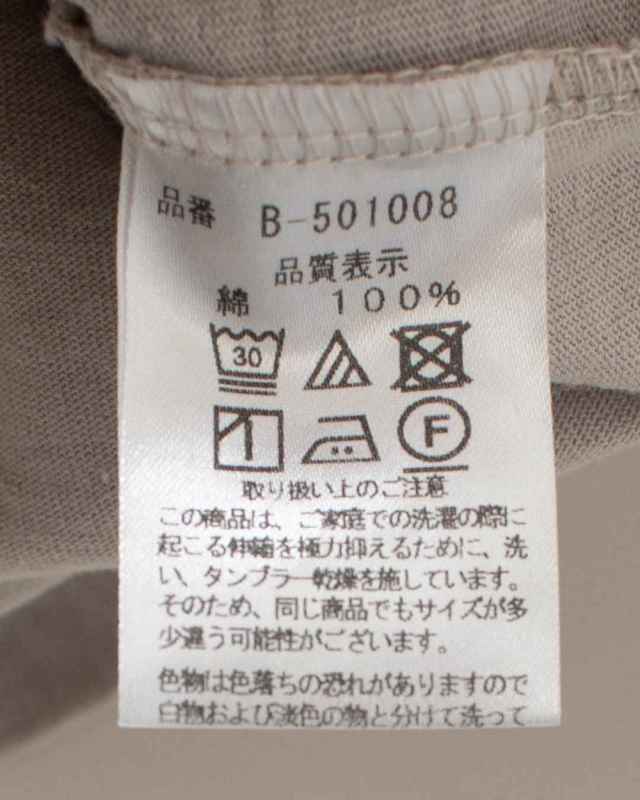 品番 B-501008
品質表示
綿 100%
30
F
取り扱い上のご注意
この商品は、ご家庭での洗濯の際に
起こる伸縮を極力抑えるために、洗
い、タンブラー乾燥を施しています。
そのため、同じ商品でもサイズが多
少違う可能性がございます。
色物は色落ちの恐れがありますので
白物および淡色の物と分けて洗って